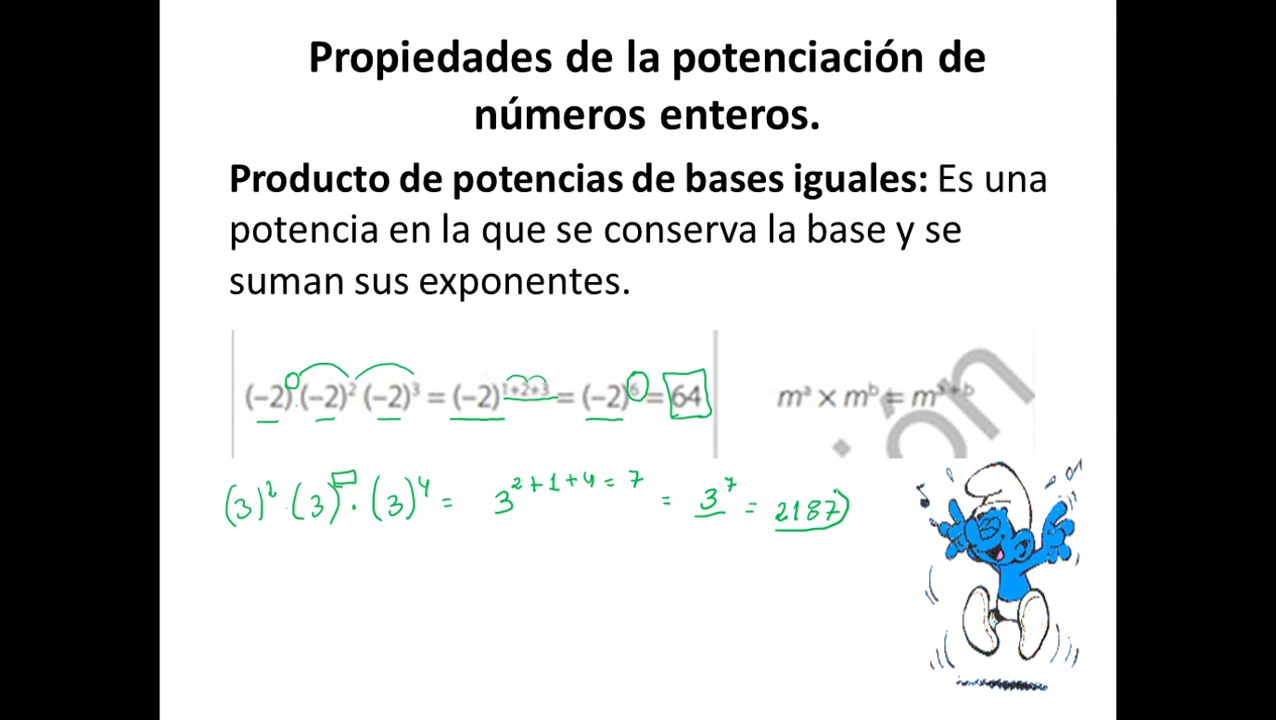 Propiedades de la potenciación de
números enteros.
Producto de potencias de bases iguales: Es una
potencia en la que se conserva la base y se
suman sus exponentes.
(−2) (−2)² (−2)³ = (−2)¹⁺²⁺³ = (−2)⁶ = 64
mᵃ × mᵇ = mᵃ⁺ᵇ
(3)² · (3) · (3)⁴ = 3²⁺¹⁺⁴⁼⁷ = 3⁷ = 2187